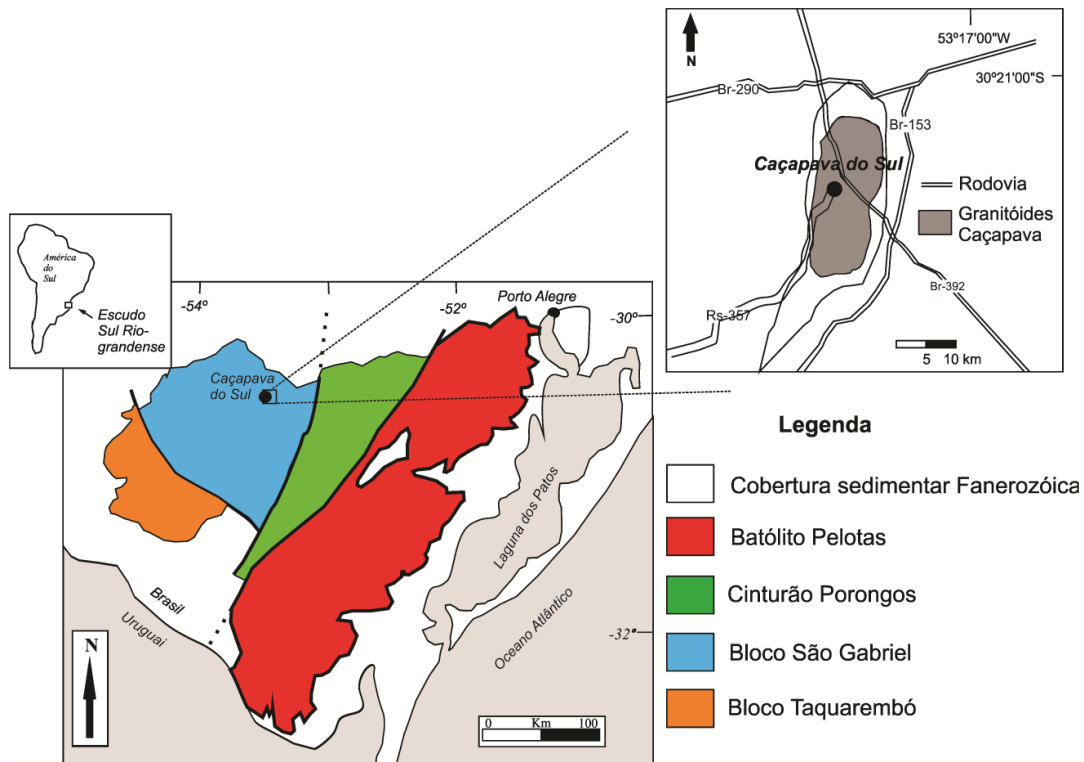 América
do
Sul
Escudo
Sul Rio-
grandense
-54º
-52º
Porto Alegre
-30º
Caçapava
do Sul
Laguna dos Patos
Oceano Atlântico
Brasil
Uruguai
-32º
N
0 Km 100
N
53º17'00"W
30º21'00"S
Br-290
Br-153
Caçapava do Sul
Rodovia
Granitóides
Caçapava
Br-392
Rs-357
5 10 km
Legenda
Cobertura sedimentar Fanerozóica
Batólito Pelotas
Cinturão Porongos
Bloco São Gabriel
Bloco Taquarembó